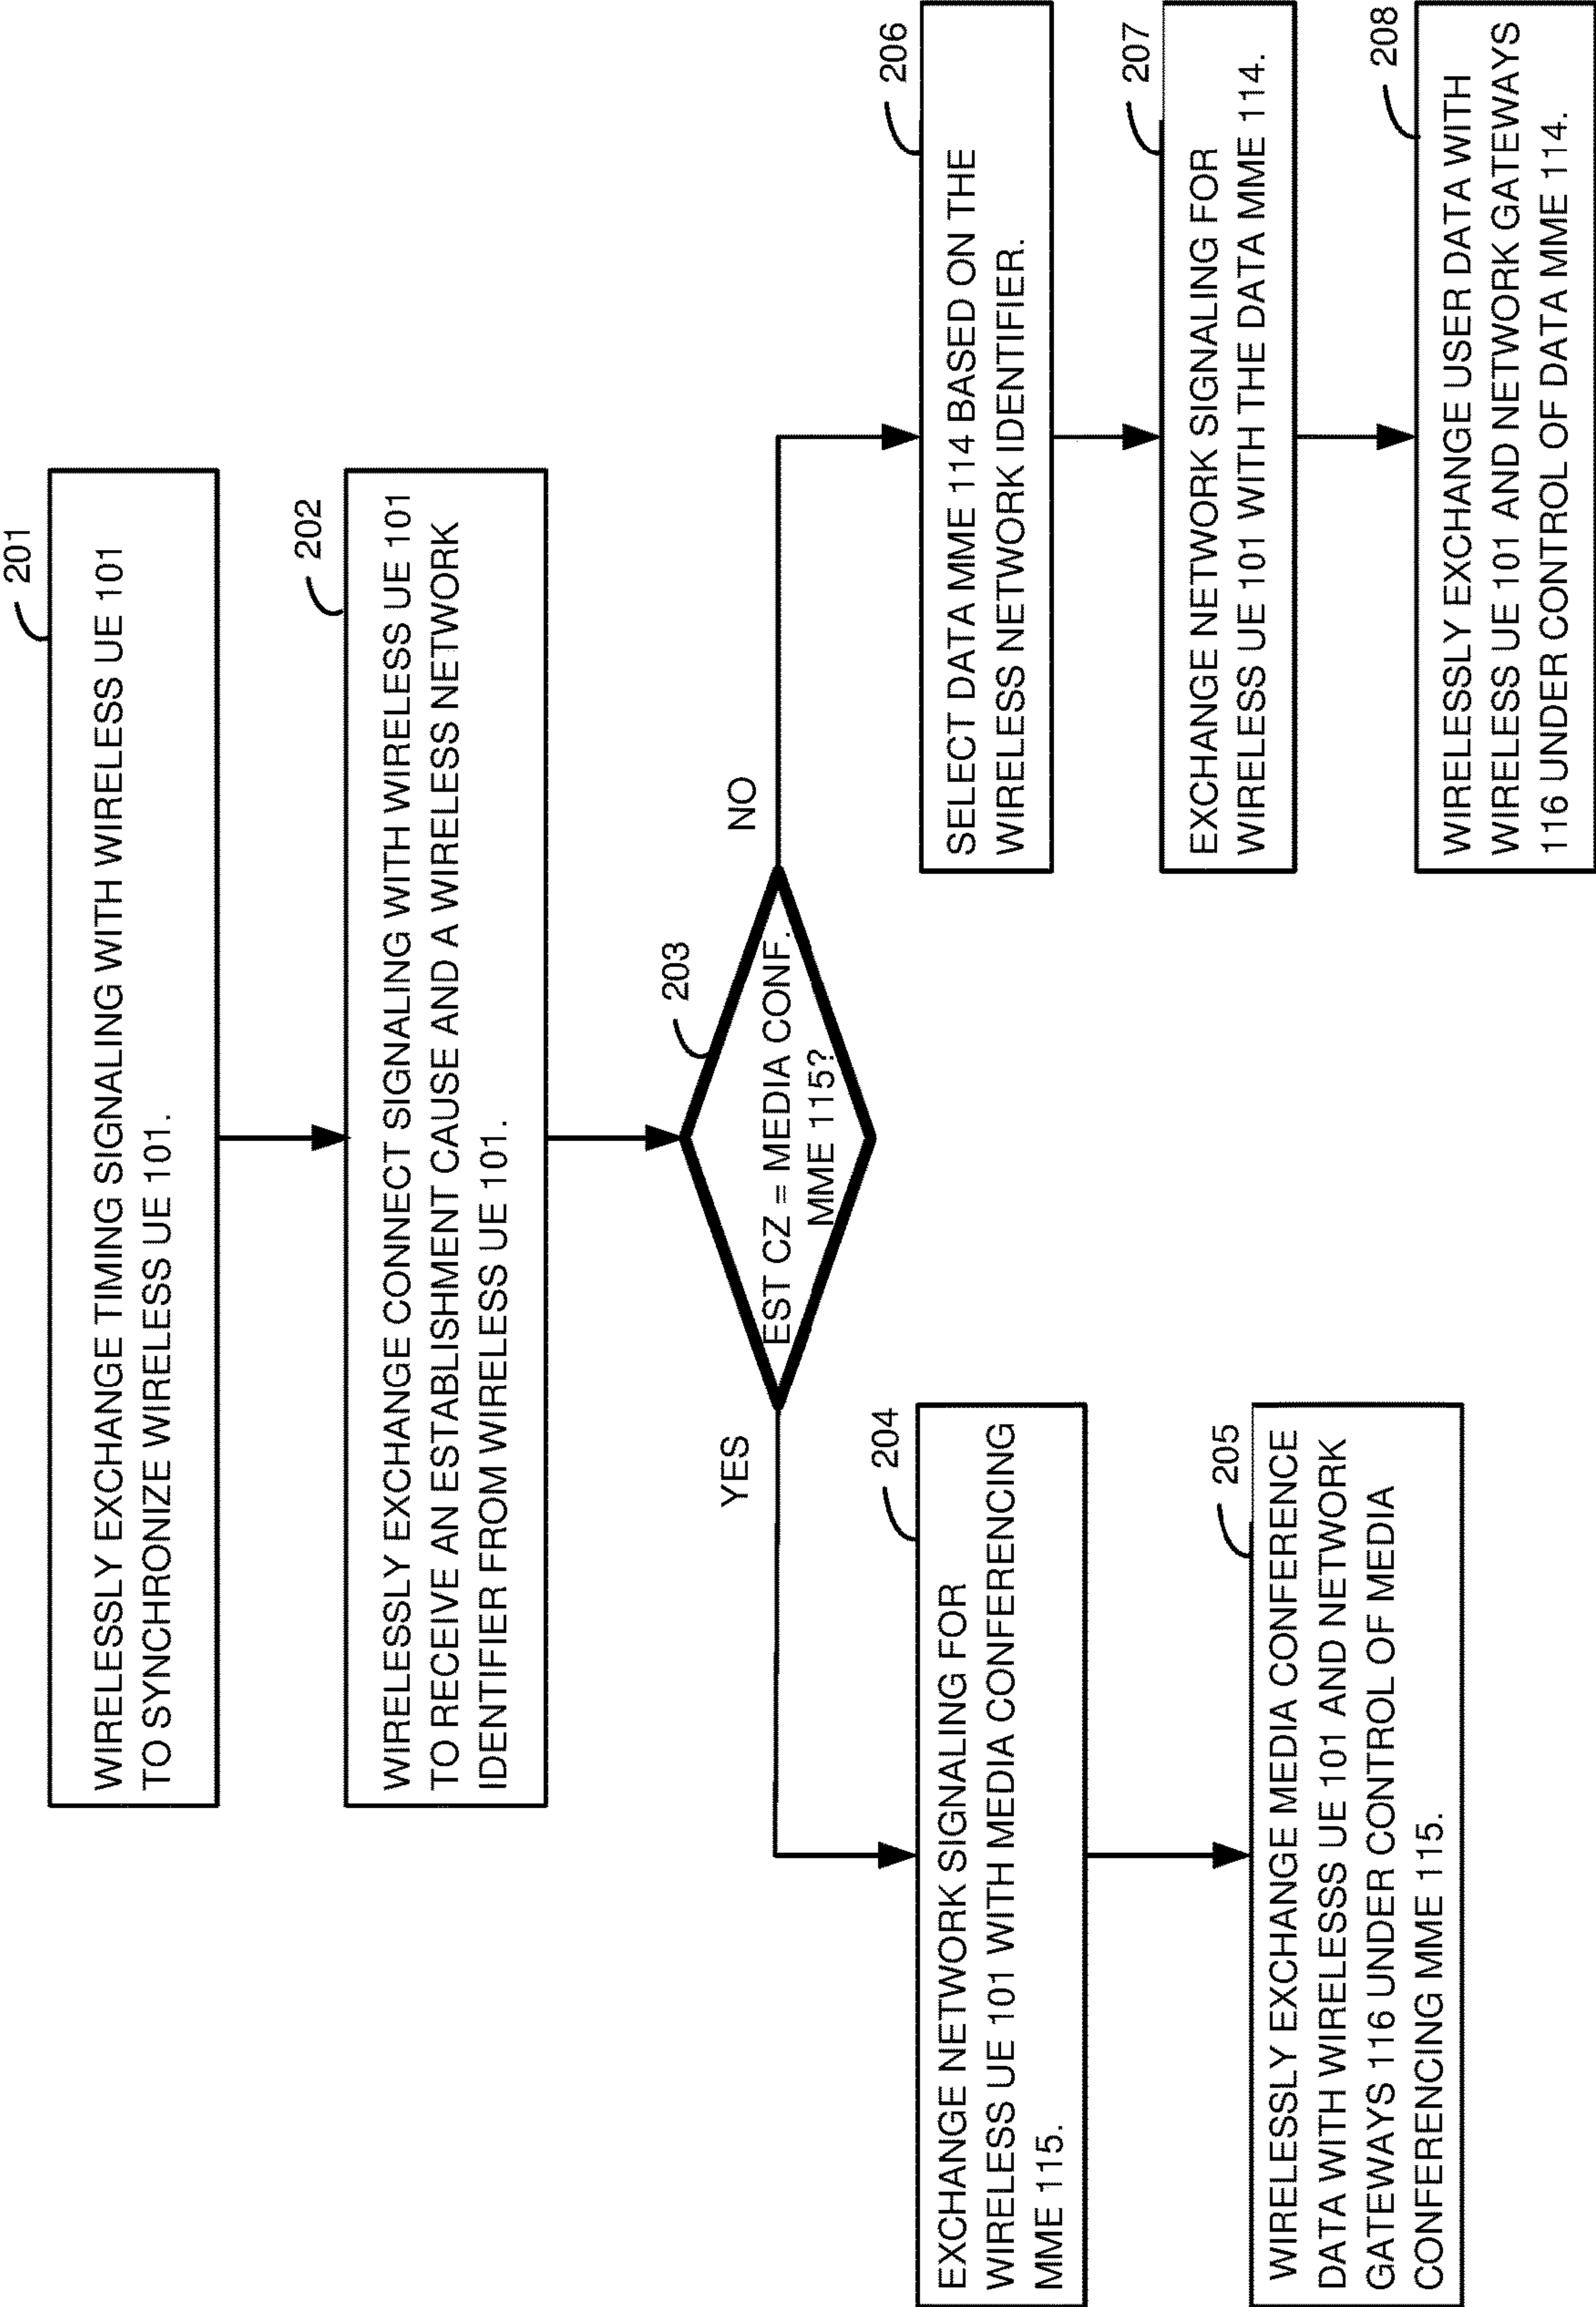 201
WIRELESSLY EXCHANGE TIMING SIGNALING WITH WIRELESS UE 101
TO SYNCHRONIZE WIRELESS UE 101.
202
WIRELESSLY EXCHANGE CONNECT SIGNALING WITH WIRELESS UE 101
TO RECEIVE AN ESTABLISHMENT CAUSE AND A WIRELESS NETWORK
IDENTIFIER FROM WIRELESS UE 101.
203
EST CZ = MEDIA CONF.
MME 115?
YES
204
EXCHANGE NETWORK SIGNALING FOR
WIRELESS UE 101 WITH MEDIA CONFERENCING
MME 115.
205
WIRELESSLY EXCHANGE MEDIA CONFERENCE
DATA WITH WIRELESSS UE 101 AND NETWORK
GATEWAYS 116 UNDER CONTROL OF MEDIA
CONFERENCING MME 115.
NO
206
SELECT DATA MME 114 BASED ON THE
WIRELESS NETWORK IDENTIFIER.
207
EXCHANGE NETWORK SIGNALING FOR
WIRELESS UE 101 WITH THE DATA MME 114.
208
WIRELESSLY EXCHANGE USER DATA WITH
WIRELESS UE 101 AND NETWORK GATEWAYS
116 UNDER CONTROL OF DATA MME 114.